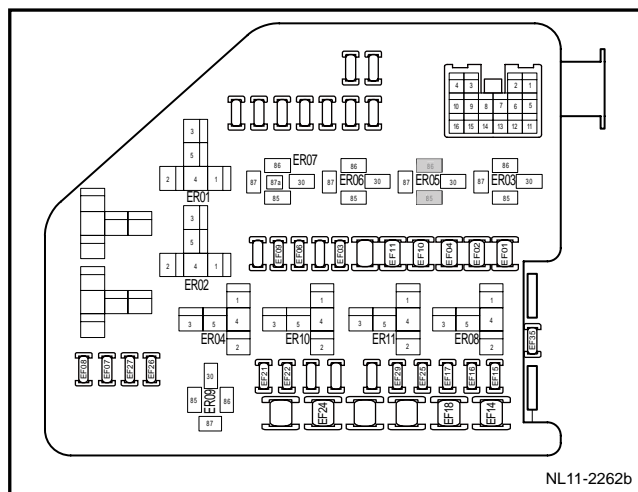 4 3 2 1
10 9 8 7 6 5
16 15 14 13 12 11
3
5
2 4 1
ER01
86 ER07
87 87a 30
85
86
87 ER06 30
85
86
87 ER05 30
85
86
87 ER03 30
85
3
5
2 4 1
ER02
EF09 EF06 EF03 EF11 EF10 EF04 EF02 EF01
1
3 5 4
ER04 2
1
3 5 4
ER10 2
1
3 5 4
ER11 2
1
3 5 4
ER08 2
EF35
EF08 EF07 EF27 EF26
30
85 ER09 86
87
EF21 EF22 EF29 EF25 EF17 EF16 EF15
EF24 EF18 EF14
NL11-2262b